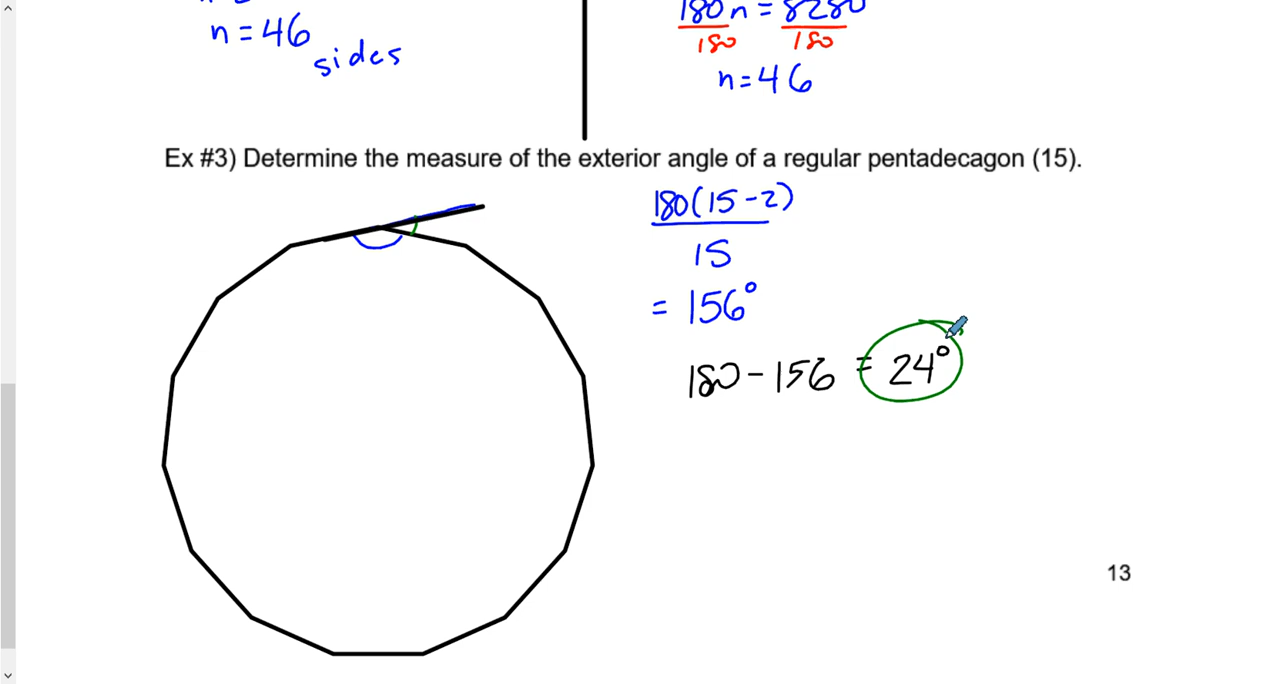 n = 46
sides
180n = 8280
180 180
n = 46
Ex #3) Determine the measure of the exterior angle of a regular pentadecagon (15).
180(15-2)
15
= 156°
180 - 156 = 24°
13